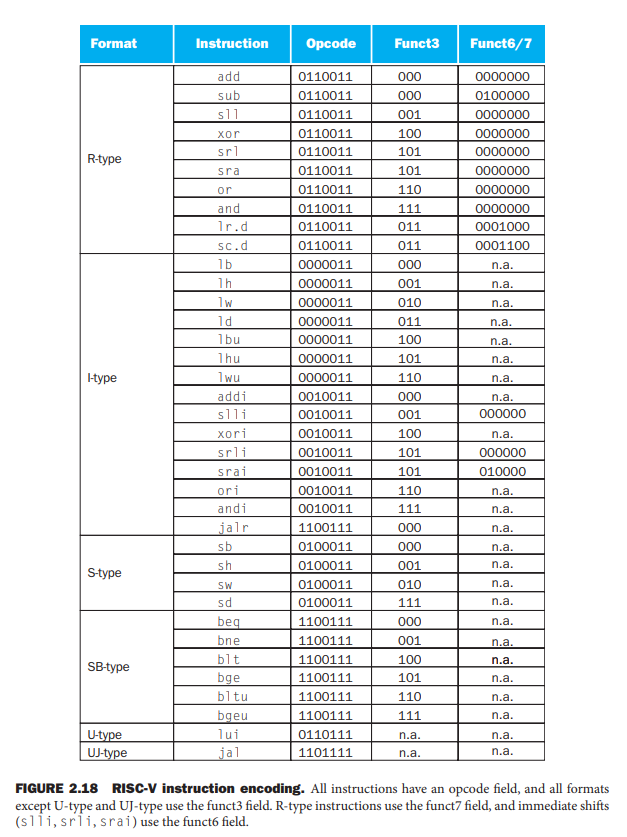 Format Instruction Opcode Funct3 Funct6/7
add 0110011 000 0000000
sub 0110011 000 0100000
sll 0110011 001 0000000
xor 0110011 100 0000000
R-type srl 0110011 101 0000000
sra 0110011 101 0000000
or 0110011 110 0000000
and 0110011 111 0000000
lr.d 0110011 011 0001000
sc.d 0110011 011 0001100
lb 0000011 000 n.a.
lh 0000011 001 n.a.
lw 0000011 010 n.a.
ld 0000011 011 n.a.
lbu 0000011 100 n.a.
lhu 0000011 101 n.a.
I-type lwu 0000011 110 n.a.
addi 0010011 000 n.a.
slli 0010011 001 000000
xori 0010011 100 n.a.
srli 0010011 101 000000
srai 0010011 101 010000
ori 0010011 110 n.a.
andi 0010011 111 n.a.
jalr 1100111 000 n.a.
sb 0100011 000 n.a.
S-type sh 0100011 001 n.a.
sw 0100011 010 n.a.
sd 0100011 111 n.a.
beq 1100111 000 n.a.
bne 1100111 001 n.a.
SB-type blt 1100111 100 n.a.
bge 1100111 101 n.a.
bltu 1100111 110 n.a.
bgeu 1100111 111 n.a.
U-type lui 0110111 n.a. n.a.
UJ-type jal 1101111 n.a. n.a.
FIGURE 2.18 RISC-V instruction encoding. All instructions have an opcode field, and all formats
except U-type and UJ-type use the funct3 field. R-type instructions use the funct7 field, and immediate shifts
(slli, srli, srai) use the funct6 field.